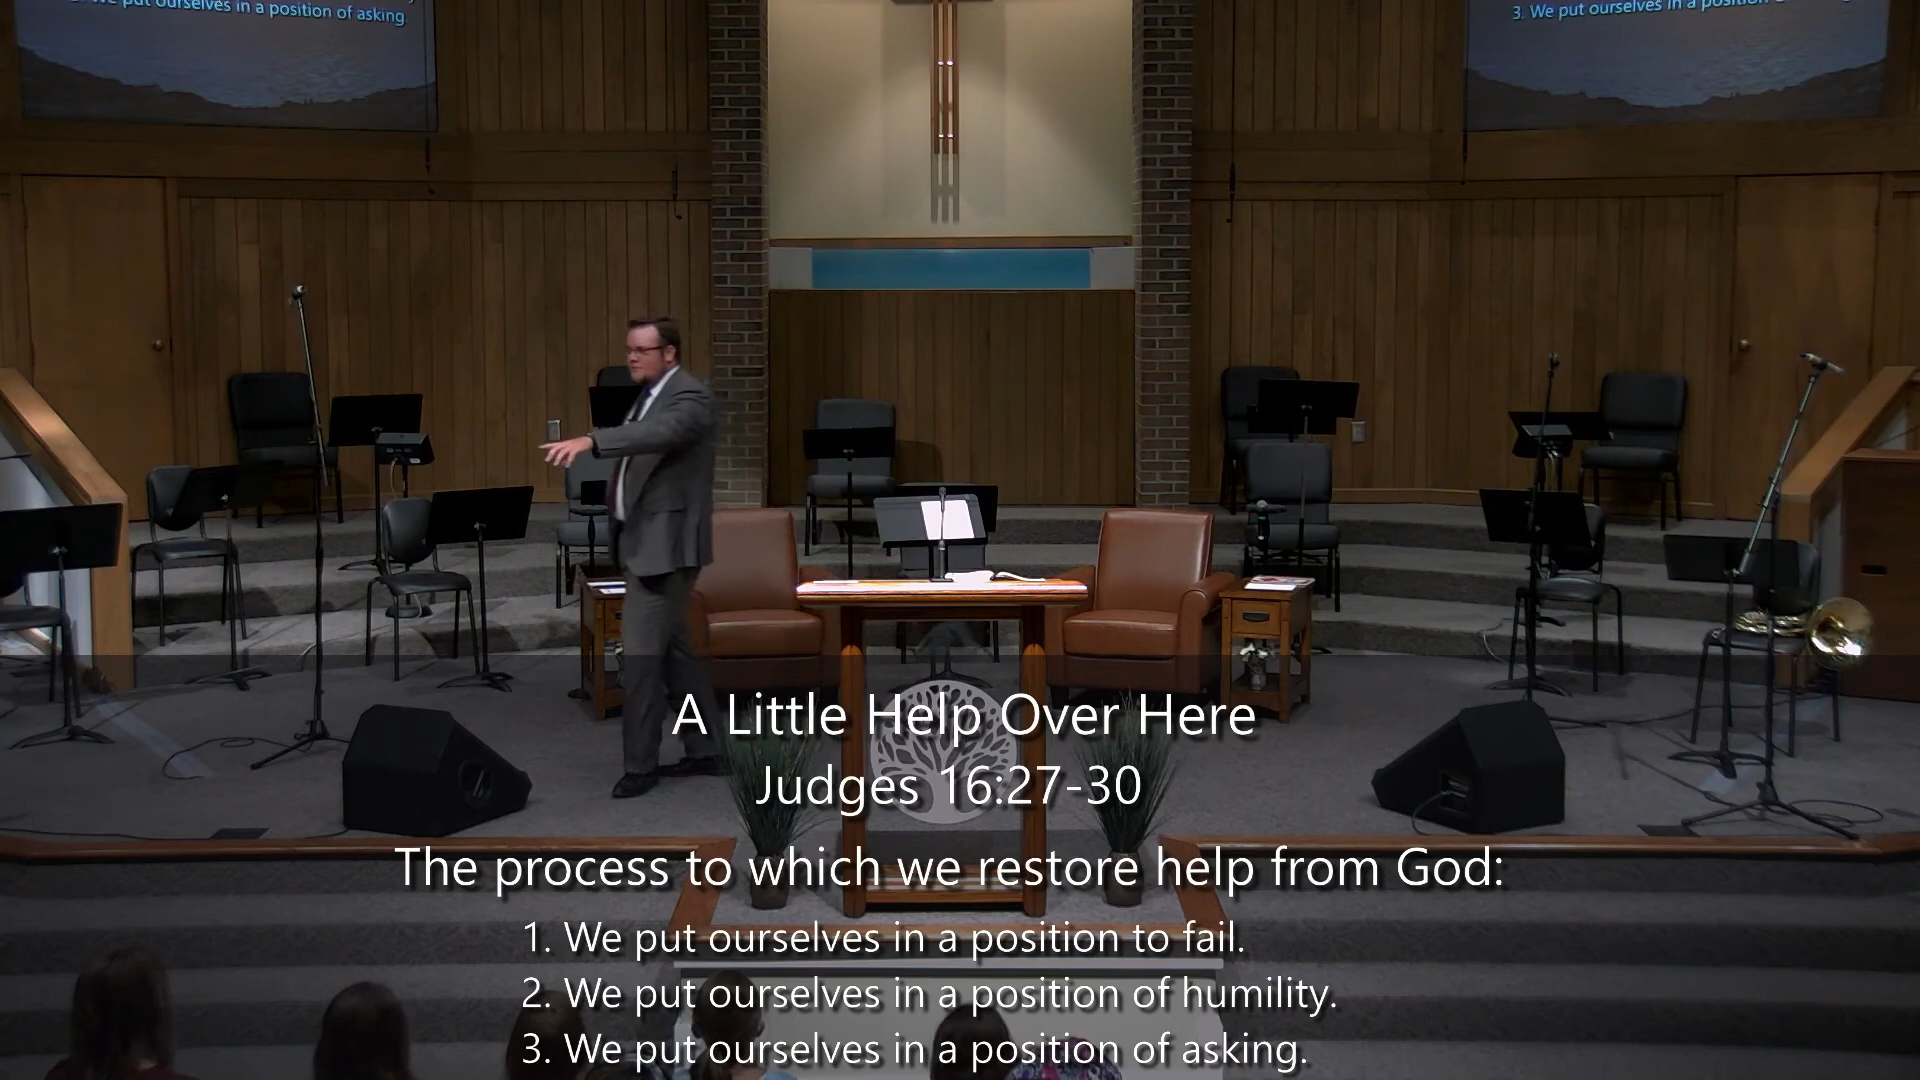 put ourselves in a position of asking.
3. We put ourselves in a position
A Little Help Over Here
Judges 16:27-30
The process to which we restore help from God:
1. We put ourselves in a position to fail.
2. We put ourselves in a position of humility.
3. We put ourselves in a position of asking.